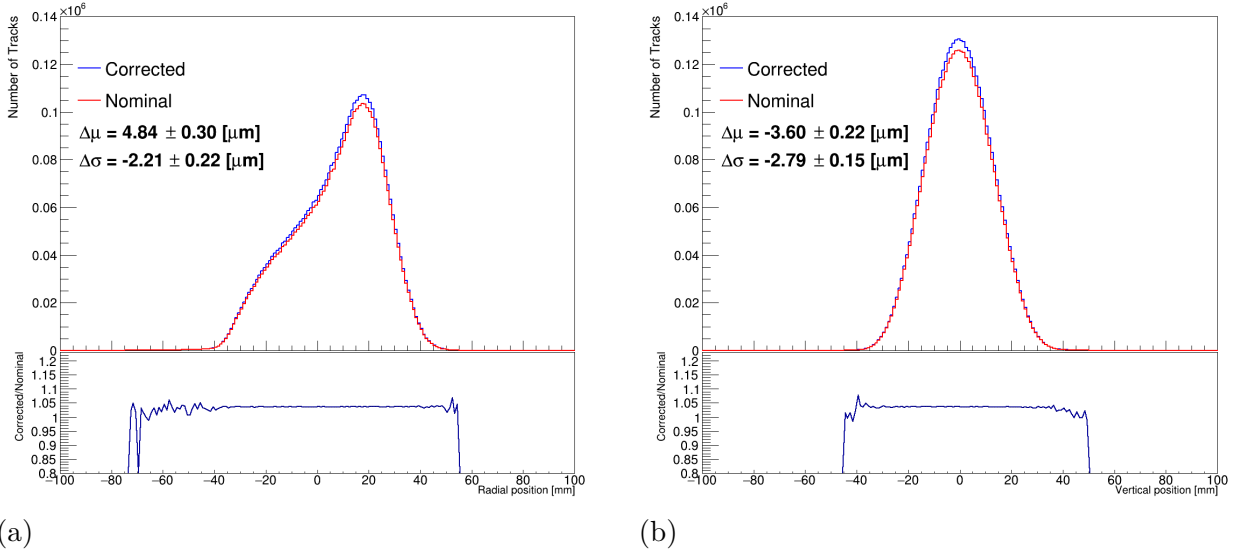 ×10⁶
0.14
0.12
0.1
0.08
0.06
0.04
0.02
0
Number of Tracks
Corrected
Nominal
Δμ = 4.84 ± 0.30 [μm]
Δσ = -2.21 ± 0.22 [μm]
1.2
1.15
1.1
1.05
1
0.95
0.9
0.85
0.8
Corrected/Nominal
−100 −80 −60 −40 −20 0 20 40 60 80 100
Radial position [mm]
(a)
×10⁶
0.14
0.12
0.1
0.08
0.06
0.04
0.02
0
Number of Tracks
Corrected
Nominal
Δμ = -3.60 ± 0.22 [μm]
Δσ = -2.79 ± 0.15 [μm]
1.2
1.15
1.1
1.05
1
0.95
0.9
0.85
0.8
Corrected/Nominal
−100 −80 −60 −40 −20 0 20 40 60 80 100
Vertical position [mm]
(b)